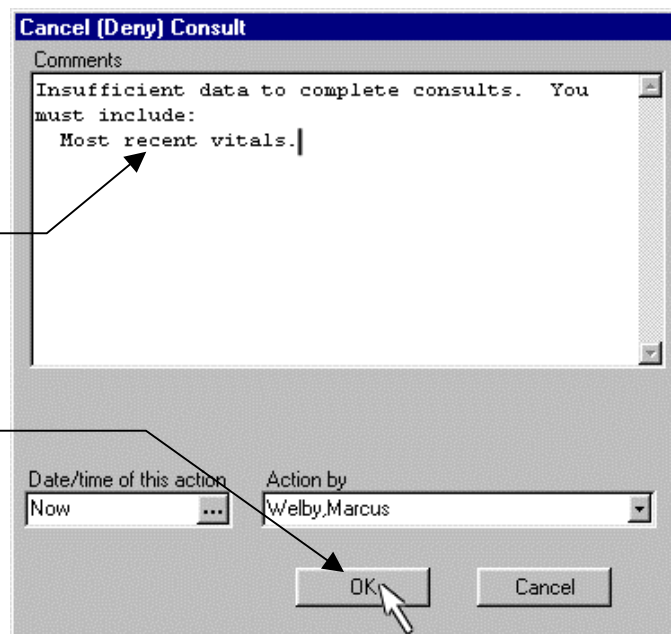 Cancel (Deny) Consult
Comments
Insufficient data to complete consults.  You
must include:
  Most recent vitals.
Date/time of this action
Action by
Now
...
Welby,Marcus
OK
Cancel